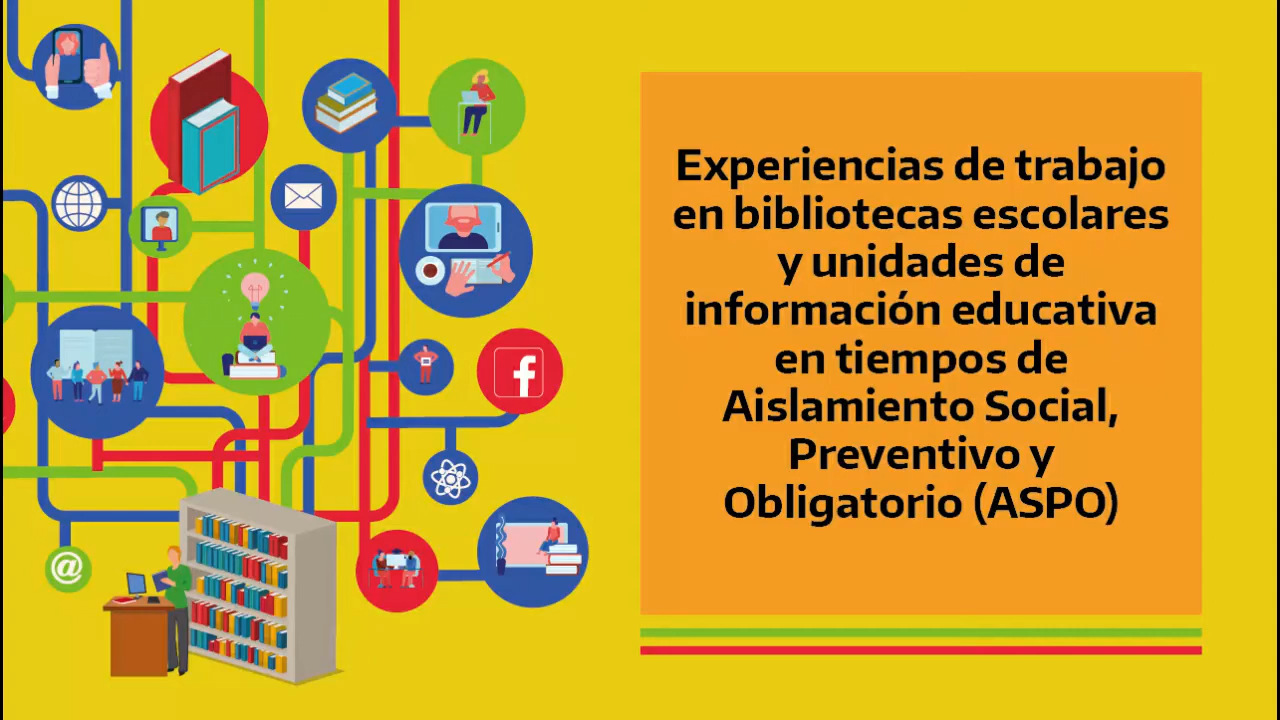 Experiencias de trabajo
en bibliotecas escolares
y unidades de
información educativa
en tiempos de
Aislamiento Social,
Preventivo y
Obligatorio (ASPO)
@
f